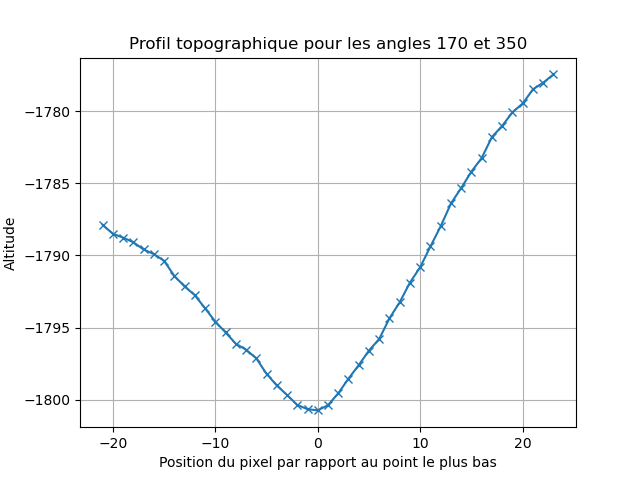 Profil topographique pour les angles 170 et 350
−1780
−1785
−1790
−1795
−1800
Altitude
−20 −10 0 10 20
Position du pixel par rapport au point le plus bas